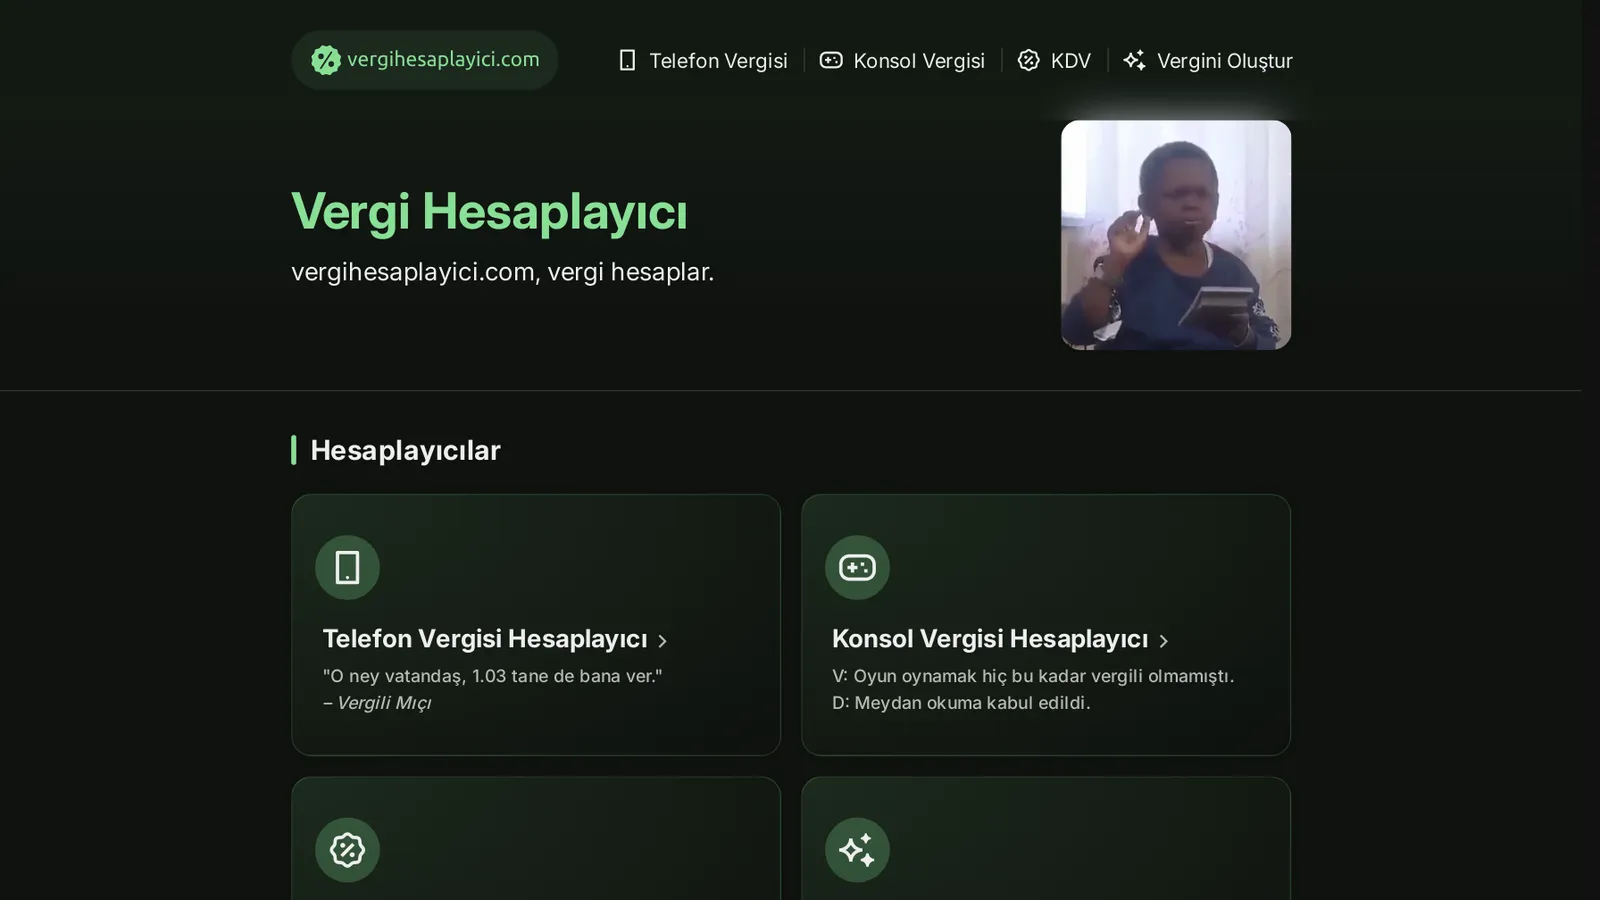 vergihesaplayici.com
Telefon Vergisi
Konsol Vergisi
KDV
Vergini Oluştur
Vergi Hesaplayıcı
vergihesaplayici.com, vergi hesaplar.
Hesaplayıcılar
Telefon Vergisi Hesaplayıcı
"O ney vatandaş, 1.03 tane de bana ver."
– Vergili Mıçı
Konsol Vergisi Hesaplayıcı
V: Oyun oynamak hiç bu kadar vergili olmamıştı.
D: Meydan okuma kabul edildi.